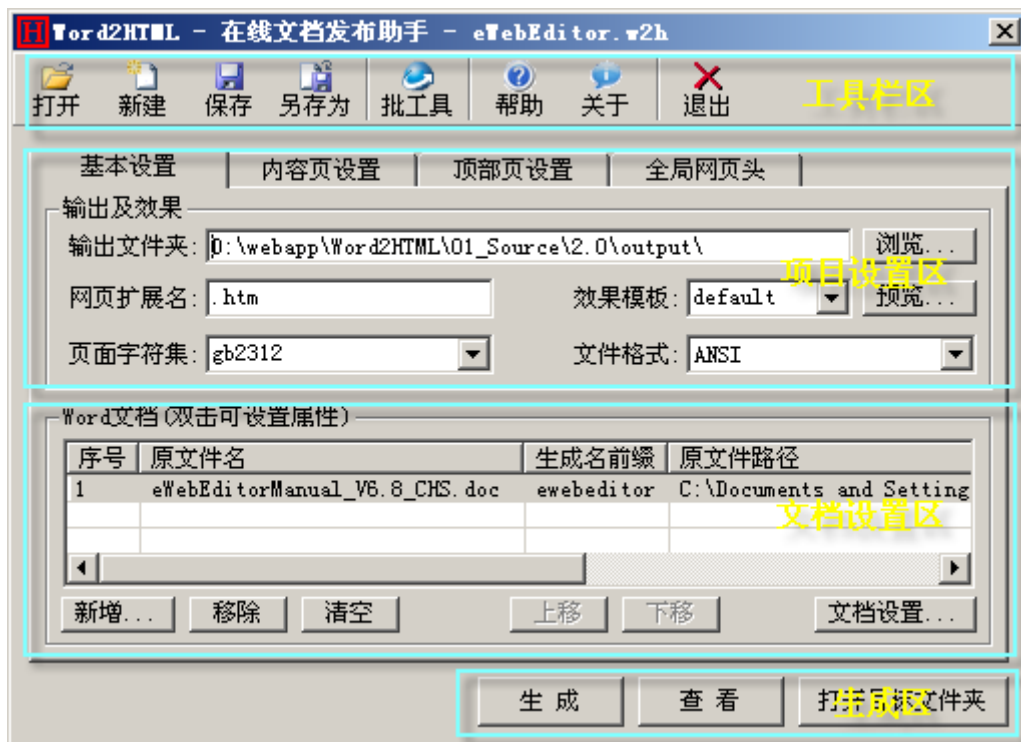 Word2HTML - 在线文档发布助手 - eWebEditor.w2h
打开 新建 保存 另存为 批工具 帮助 关于 退出 工具栏区
基本设置 内容页设置 顶部页设置 全局网页头
输出及效果
输出文件夹: D:\webapp\Word2HTML\01_Source\2.0\output\ 浏览...
项目设置区
网页扩展名: .htm 效果模板: default 预览...
页面字符集: gb2312 文件格式: ANSI
Word文档(双击可设置属性)
序号 原文件名 生成名前缀 原文件路径
1 eWebEditorManual_V6.8_CHS.doc ewebeditor C:\Documents and Setting
文档设置区
新增... 移除 清空 上移 下移 文档设置...
生 成 查 看 打开目标文件夹
生成区